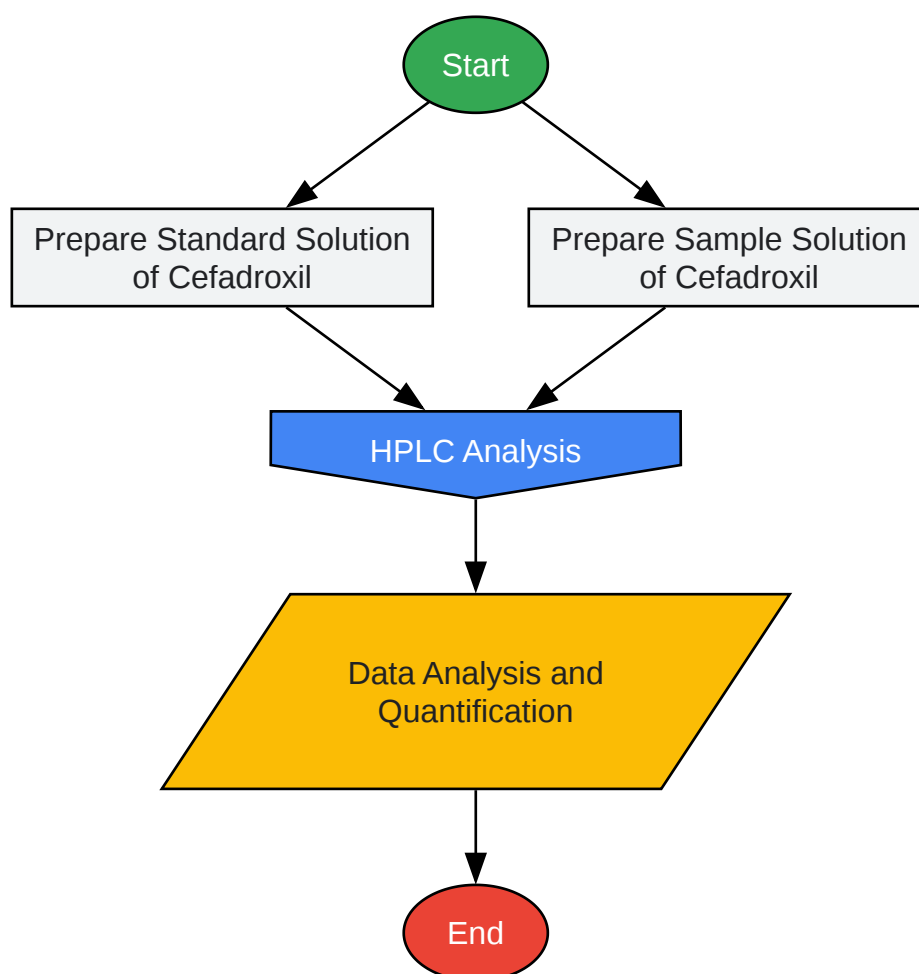 Start
Prepare Standard Solution
of Cefadroxil
Prepare Sample Solution
of Cefadroxil
HPLC Analysis
Data Analysis and
Quantification
End